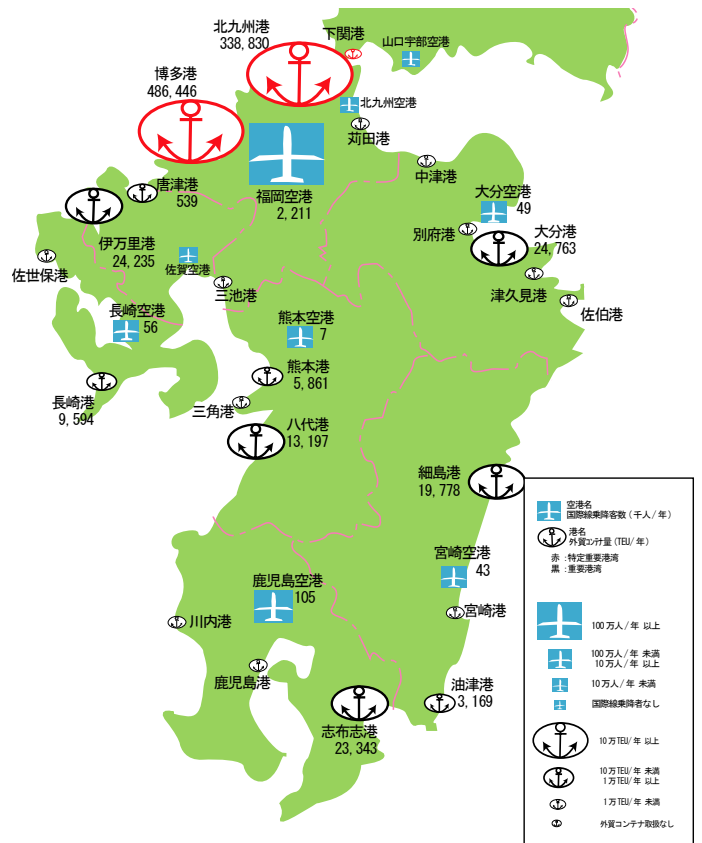 北九州港
338,830
下関港
山口宇部空港
博多港
486,446
北九州空港
苅田港
中津港
福岡空港
2,211
唐津港
539
大分空港
49
別府港
大分港
24,763
伊万里港
24,235
佐賀空港
佐世保港
三池港
津久見港
佐伯港
長崎空港
56
熊本空港
7
熊本港
5,861
長崎港
9,594
三角港
八代港
13,197
細島港
19,778
宮崎空港
43
鹿児島空港
105
宮崎港
川内港
鹿児島港
油津港
3,169
志布志港
23,343
空港名
国際線乗降客数(千人/年)
港名
外貿コンテナ量(TEU/年)
赤:特定重要港湾
黒:重要港湾
100万人/年 以上
100万人/年 未満
10万人/年 以上
10万人/年 未満
国際線乗降者なし
10万TEU/年 以上
10万TEU/年 未満
1万TEU/年 以上
1万TEU/年 未満
外貿コンテナ取扱なし